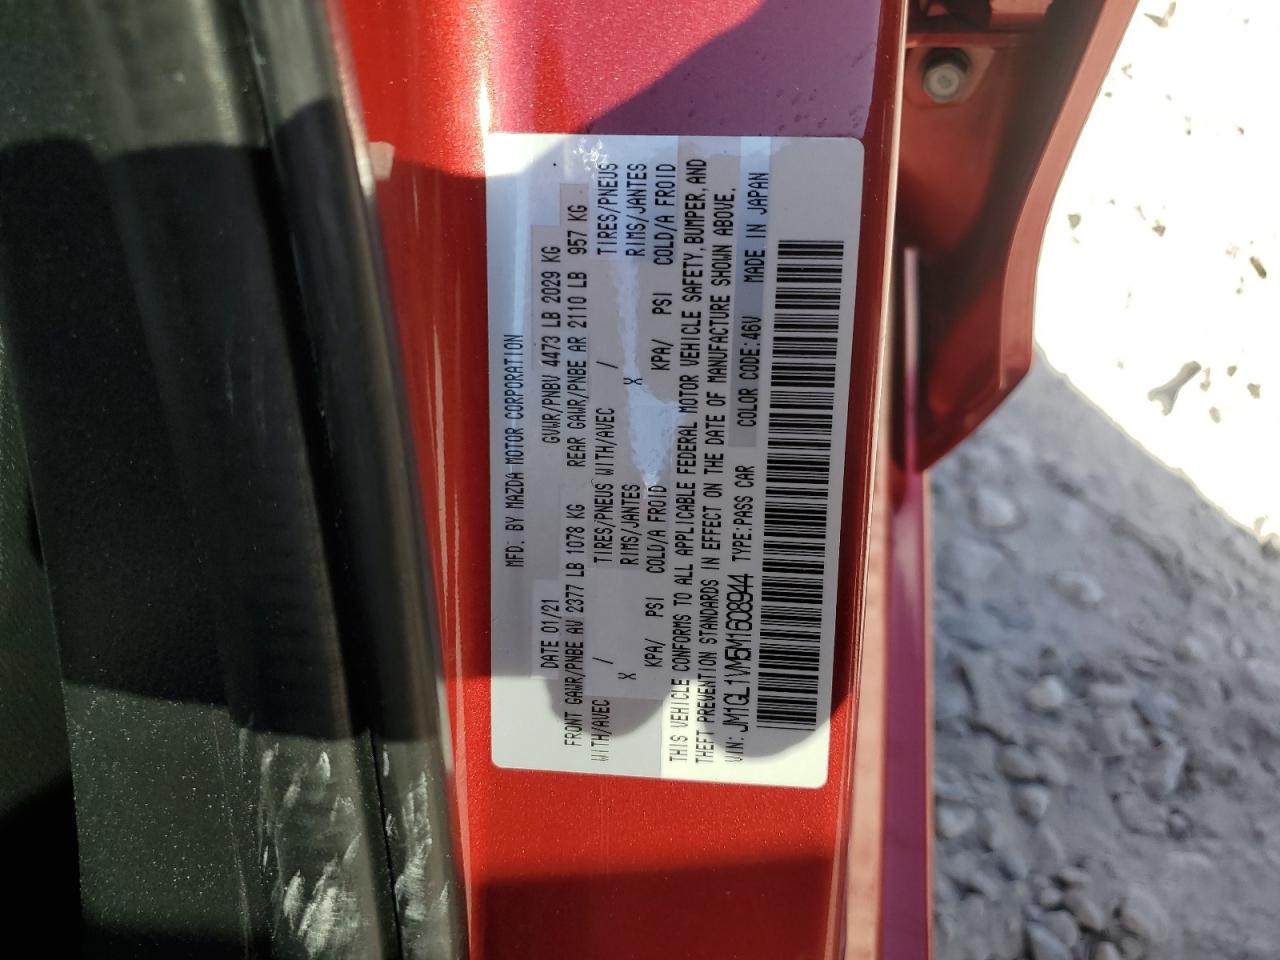 MFD. BY MAZDA MOTOR CORPORATION
DATE 01/21 GVWR/PNBV 4473 LB 2029 KG
FRONT GAWR/PNBE AV 2377 LB 1078 KG REAR GAWR/PNBE AR 2110 LB 957 KG
WITH/AVEC / TIRES/PNEUS WITH/AVEC / TIRES/PNEUS
X RIMS/JANTES X RIMS/JANTES
KPA/ PSI COLD/A FROID KPA/ PSI COLD/A FROID
THIS VEHICLE CONFORMS TO ALL APPLICABLE FEDERAL MOTOR VEHICLE SAFETY, BUMPER, AND
THEFT PREVENTION STANDARDS IN EFFECT ON THE DATE OF MANUFACTURE SHOWN ABOVE.
VIN: JM1GL1VM5M1608944 TYPE: PASS CAR COLOR CODE: 46V MADE IN JAPAN